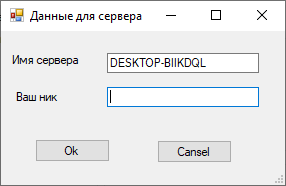 Данные для сервера
Имя сервера
DESKTOP-BIIKDQL
Ваш ник
Ok
Cansel